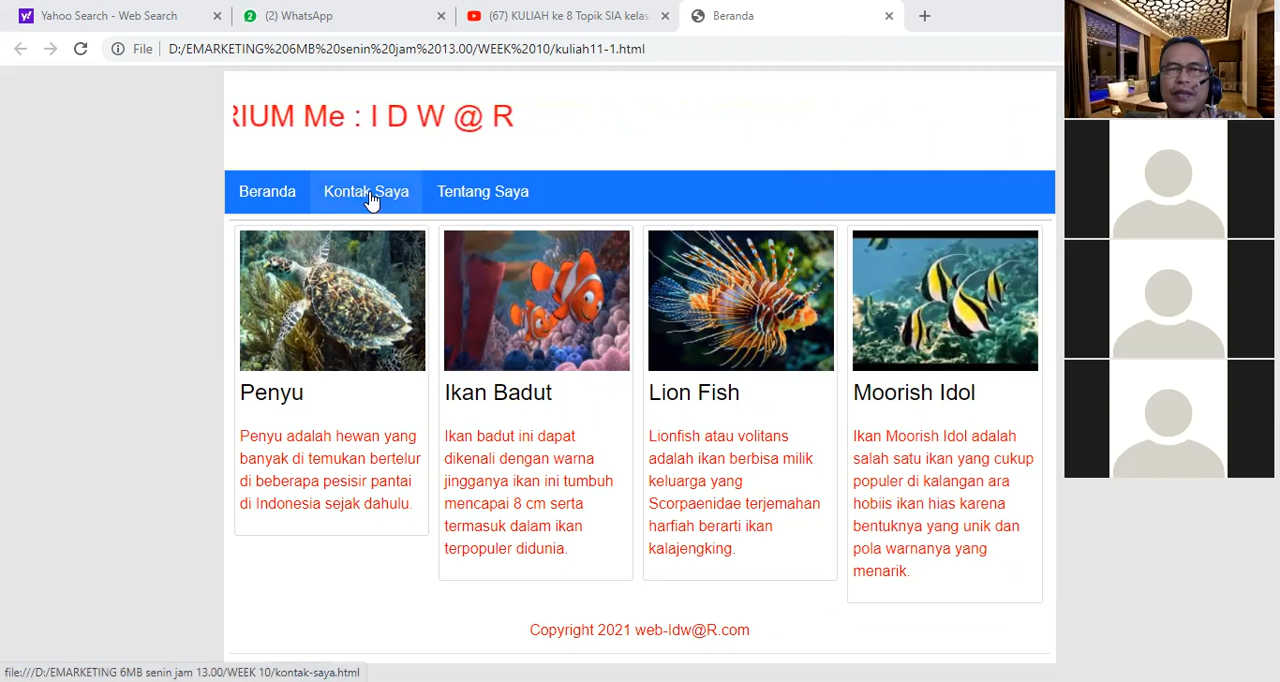 Yahoo Search - Web Search
(2) WhatsApp
(67) KULIAH ke 8 Topik SIA kelas
Beranda
File
D:/EMARKETING%206MB%20senin%20jam%2013.00/WEEK%2010/kuliah11-1.html
RIUM Me : I D W @ R
Beranda
Kontak Saya
Tentang Saya
Penyu
Penyu adalah hewan yang
banyak di temukan bertelur
di beberapa pesisir pantai
di Indonesia sejak dahulu.
Ikan Badut
Ikan badut ini dapat
dikenali dengan warna
jingganya ikan ini tumbuh
mencapai 8 cm serta
termasuk dalam ikan
terpopuler didunia.
Lion Fish
Lionfish atau volitans
adalah ikan berbisa milik
keluarga yang
Scorpaenidae terjemahan
harfiah berarti ikan
kalajengking.
Moorish Idol
Ikan Moorish Idol adalah
salah satu ikan yang cukup
populer di kalangan ara
hobiis ikan hias karena
bentuknya yang unik dan
pola warnanya yang
menarik.
Copyright 2021 web-Idw@R.com
file:///D:/EMARKETING 6MB senin jam 13.00/WEEK 10/kontak-saya.html